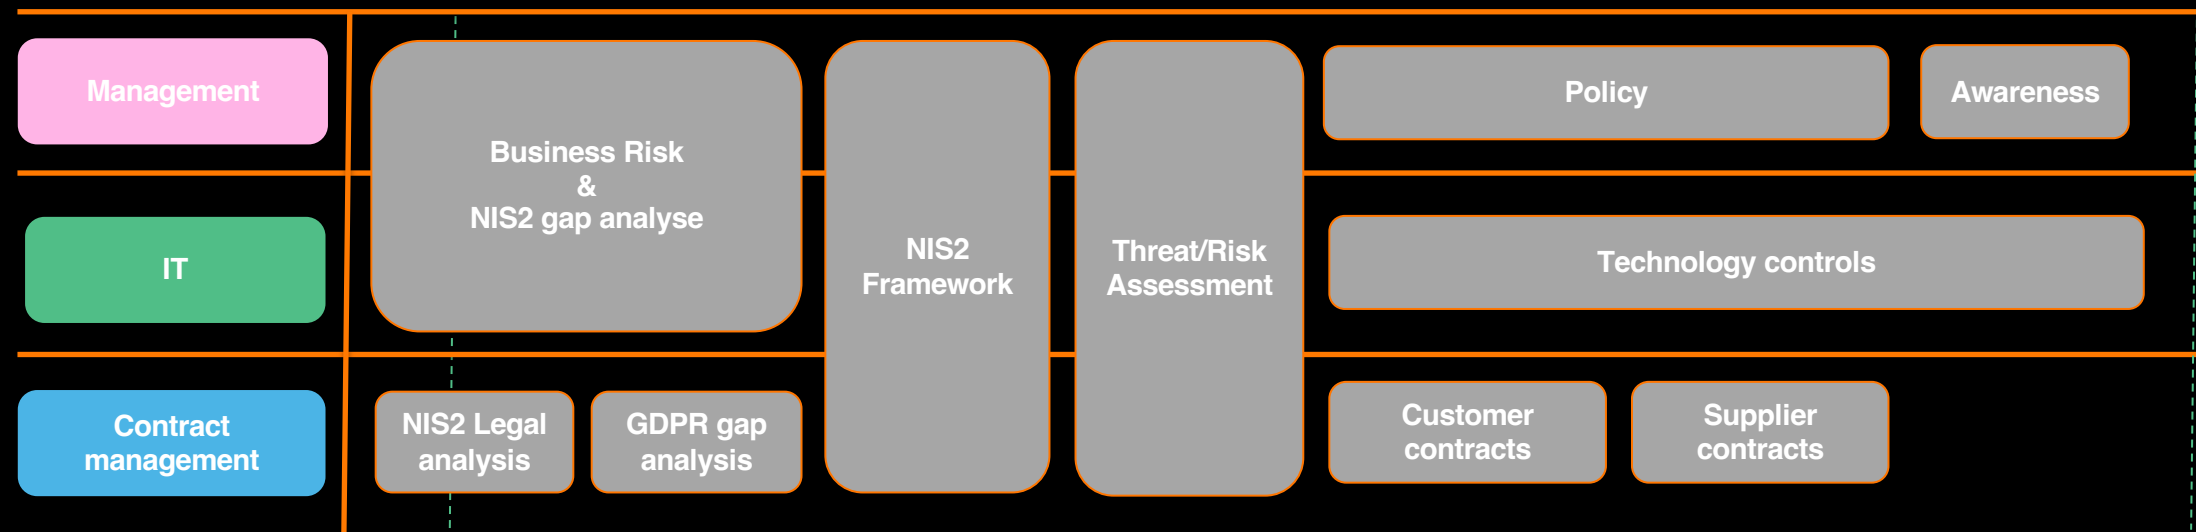 Management
Business Risk
&
NIS2 gap analyse
NIS2
Framework
Threat/Risk
Assessment
Policy
Awareness
IT
Technology controls
Contract
management
NIS2 Legal
analysis
GDPR gap
analysis
Customer
contracts
Supplier
contracts